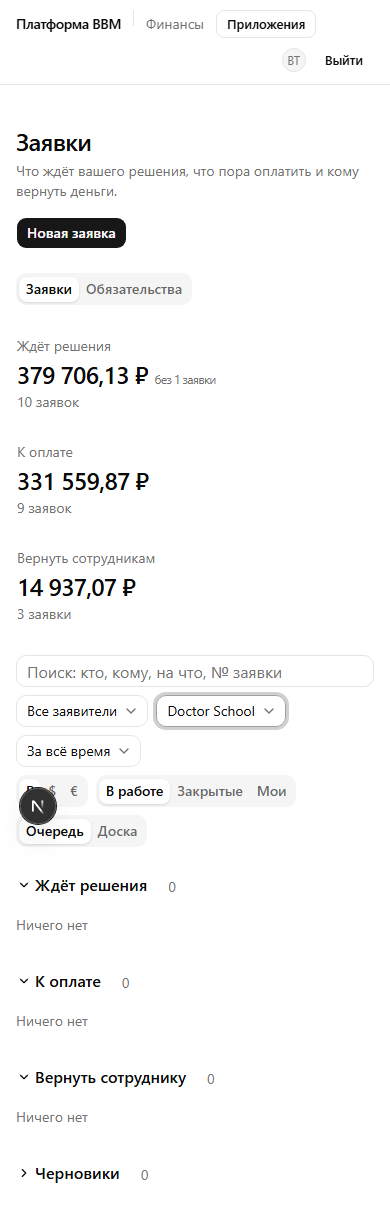 Платформа ВВМ Финансы Приложения
ВТ Выйти
Заявки
Что ждёт вашего решения, что пора оплатить и кому
вернуть деньги.
Новая заявка
Заявки Обязательства
Ждёт решения
379 706,13 ₽ без 1 заявки
10 заявок
К оплате
331 559,87 ₽
9 заявок
Вернуть сотрудникам
14 937,07 ₽
3 заявки
Поиск: кто, кому, на что, № заявки
Все заявители Doctor School
За всё время
$ € В работе Закрытые Мои
N
Очередь Доска
Ждёт решения 0
Ничего нет
К оплате 0
Ничего нет
Вернуть сотруднику 0
Ничего нет
Черновики 0